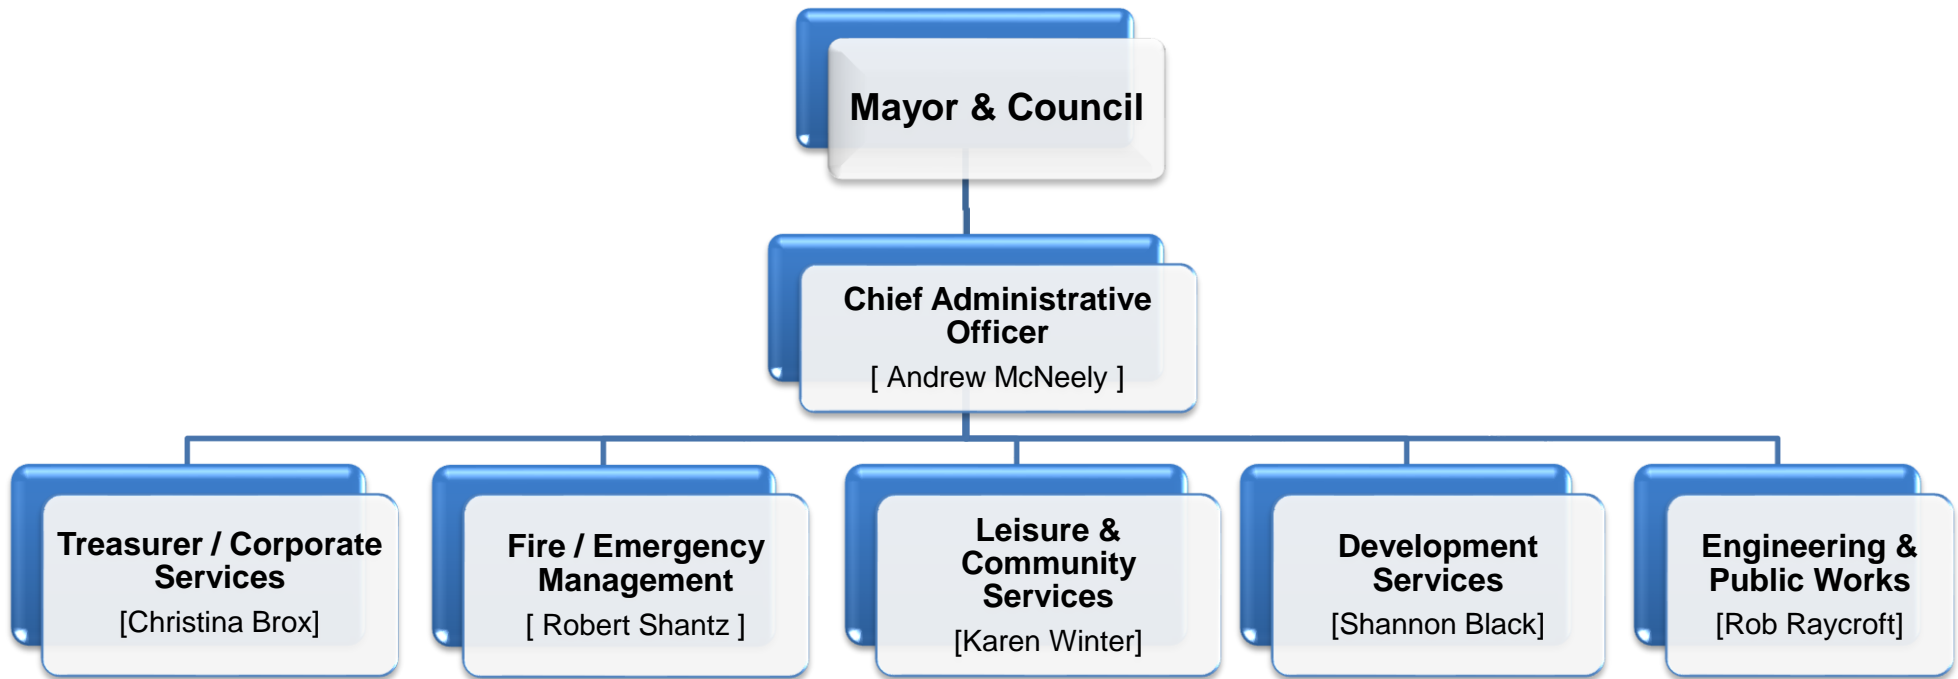 Mayor & Council
Chief Administrative
Officer
[ Andrew McNeely ]
Treasurer / Corporate
Services
[Christina Brox]
Fire / Emergency
Management
[ Robert Shantz ]
Leisure &
Community
Services
[Karen Winter]
Development
Services
[Shannon Black]
Engineering &
Public Works
[Rob Raycroft]